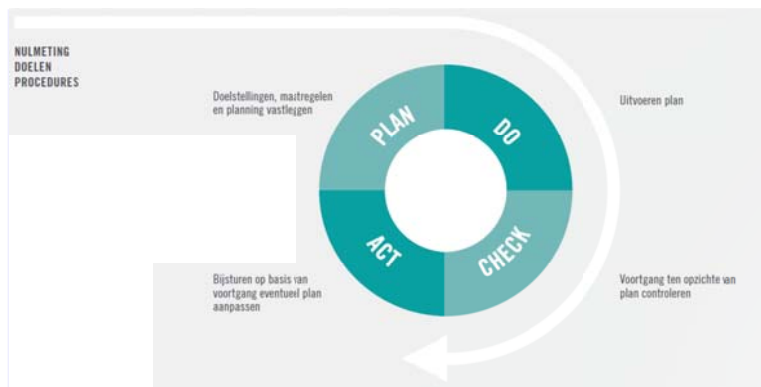 NULMETING
DOELEN
PROCEDURES
Doelstellingen, maatregelen
en planning vastleggen
PLAN
DO
Uitvoeren plan
ACT
CHECK
Bijsturen op basis van
voortgang eventueel plan
aanpassen
Voortgang ten opzichte van
plan controleren